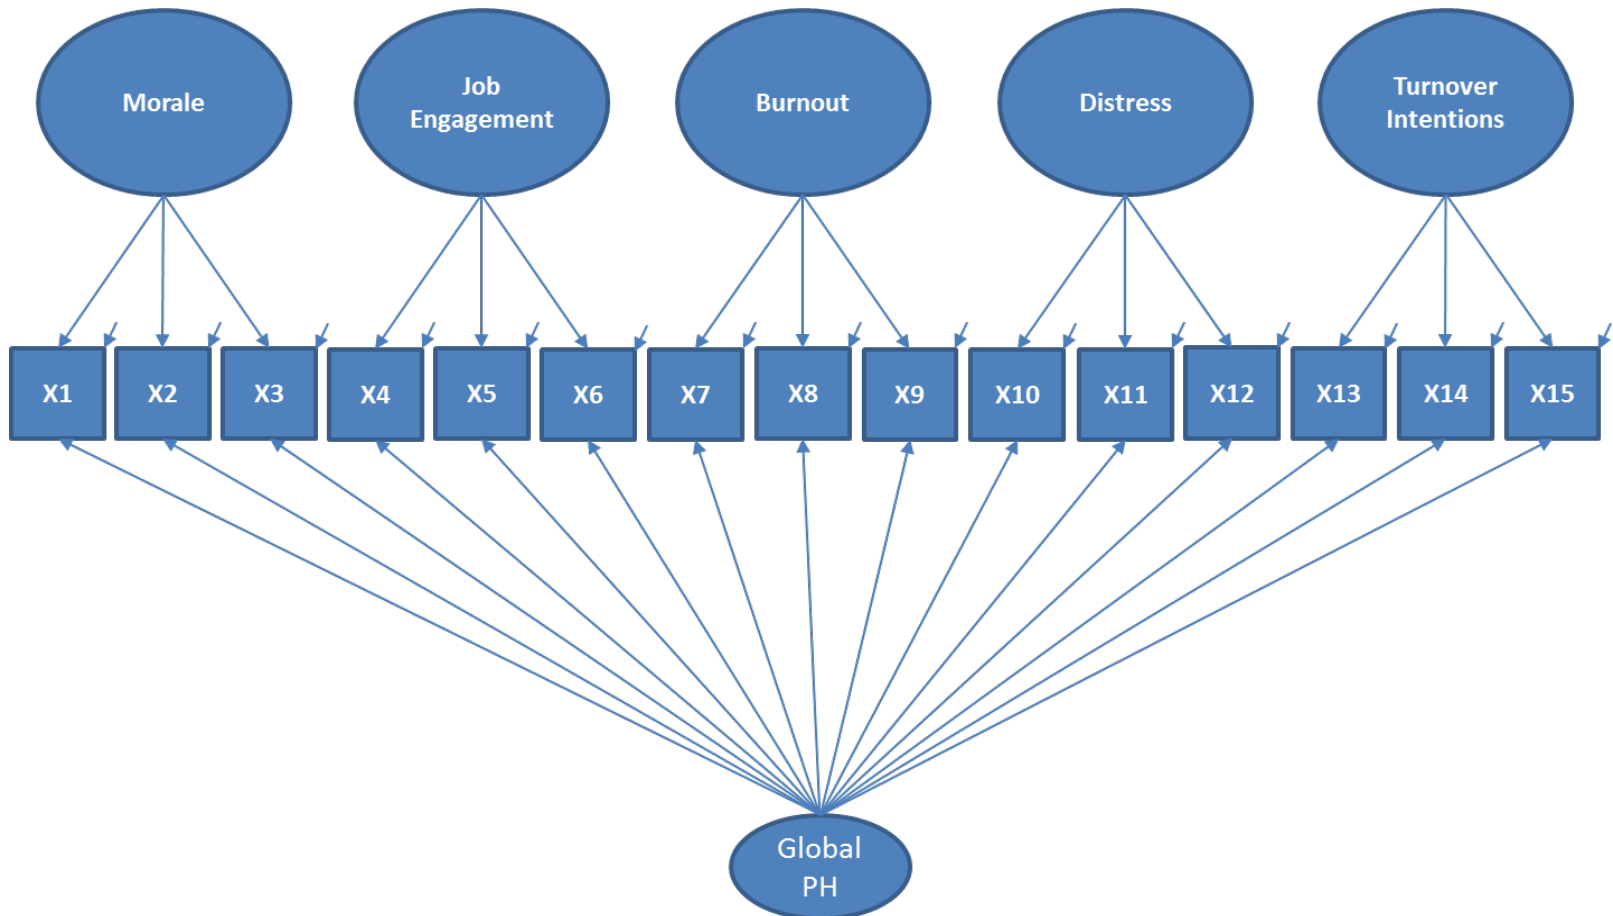 Morale
Job
Engagement
Burnout
Distress
Turnover
Intentions
X1
X2
X3
X4
X5
X6
X7
X8
X9
X10
X11
X12
X13
X14
X15
Global
PH